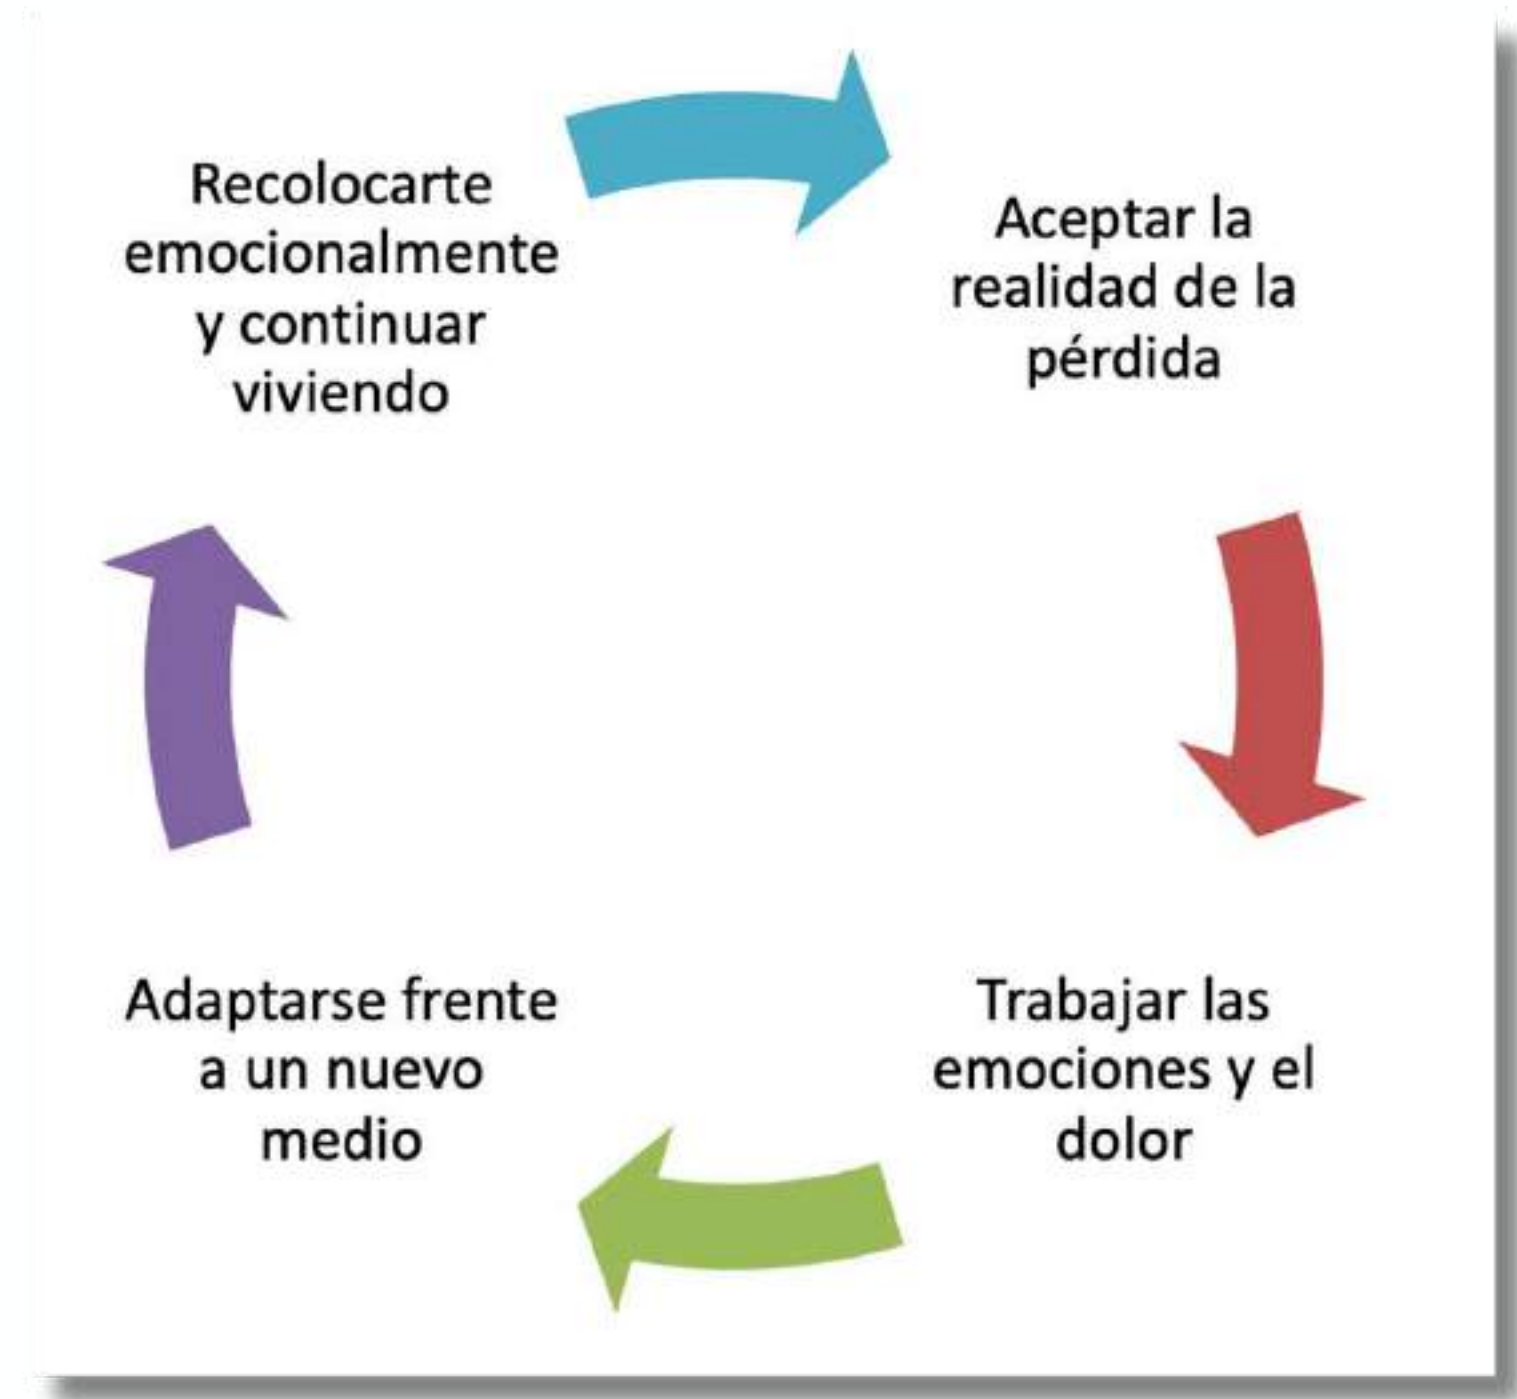 Recolocarte
emocionalmente
y continuar
viviendo
Aceptar la
realidad de la
pérdida
Adaptarse frente
a un nuevo
medio
Trabajar las
emociones y el
dolor